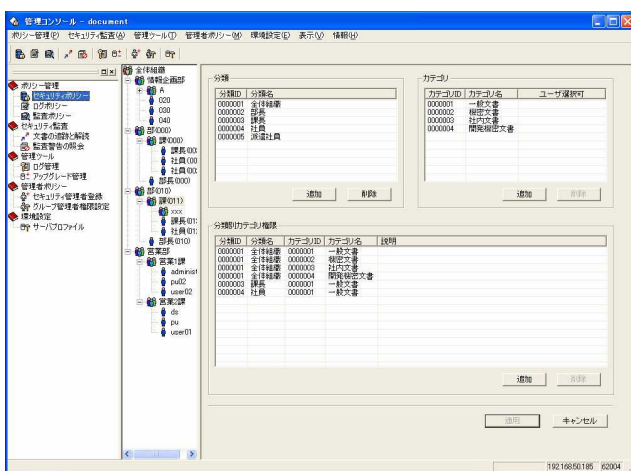 管理コンソール - document
ポリシー管理(P) セキュリティ監査(A) 管理ツール(T) 管理者ポリシー(M) 環境設定(E) 表示(V) 情報(H)
ポリシー管理
セキュリティポリシー
ログポリシー
監査ポリシー
セキュリティ監査
文書の追跡と解読
監査警告の照会
管理ツール
ログ管理
アップグレード管理
管理者ポリシー
セキュリティ管理者登録
グループ管理者権限設定
環境設定
サーバプロファイル
全体組織
情報企画部
A
020
030
040
部(000)
課(000)
課長(00
社員(00
社員(00
部長(000)
部(010)
課(011)
xxx
課長(01
社員(01
部長(010)
営業部
営業1課
administ
pu02
user02
営業2課
ds
pu
user01
分類
分類ID 分類名
0000001 全体組織
0000002 部長
0000003 課長
0000004 社員
0000005 派遣社員
追加 削除
カテゴリ
カテゴリID カテゴリ名 ユーザ選択可
0000001 一般文書
0000002 機密文書
0000003 社内文書
0000004 開発機密文書
追加 削除
分類別カテゴリ権限
分類ID 分類名 カテゴリID カテゴリ名 説明
0000001 全体組織 0000001 一般文書
0000001 全体組織 0000002 機密文書
0000001 全体組織 0000003 社内文書
0000001 全体組織 0000004 開発機密文書
0000003 課長 0000001 一般文書
0000004 社員 0000001 一般文書
追加 削除
適用 キャンセル
192.168.50.185 62004